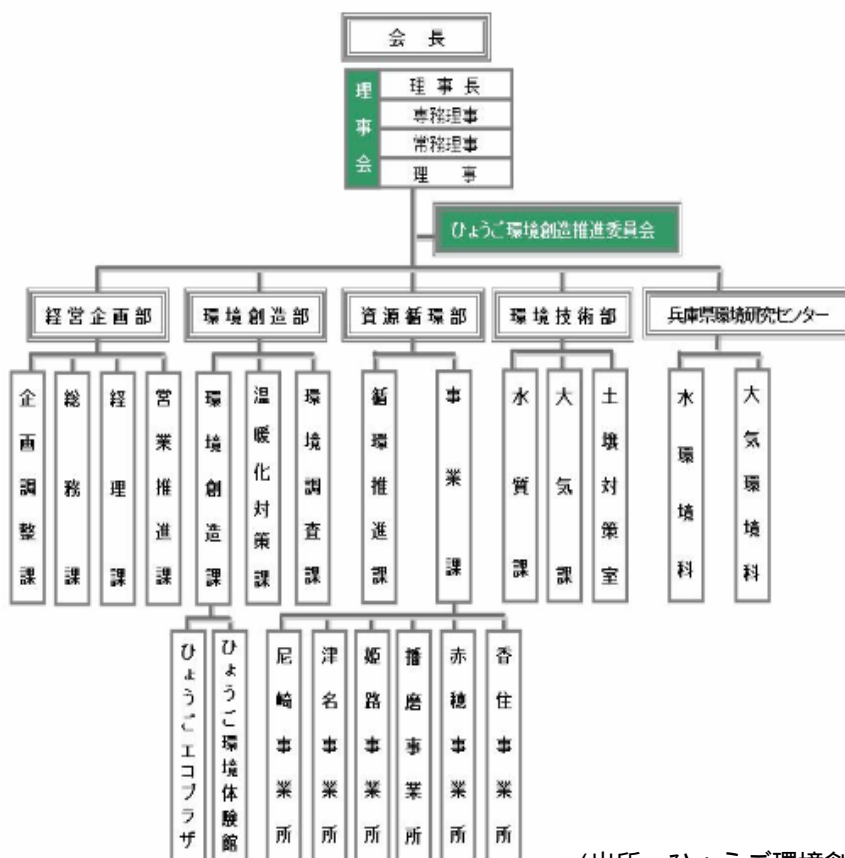 会長
理事会
理事長
専務理事
常務理事
理事
ひょうご環境創造推進委員会
経営企画部
環境創造部
資源循環部
環境技術部
兵庫県環境研究センター
企画調整課
総務課
経理課
営業推進課
環境創造課
温暖化対策課
環境調査課
循環推進課
事業課
水質課
大気課
土壌対策室
水環境科
大気環境科
ひょうごエコプラザ
ひょうご環境体験館
尼崎事業所
津名事業所
姫路事業所
播磨事業所
赤穂事業所
香住事業所